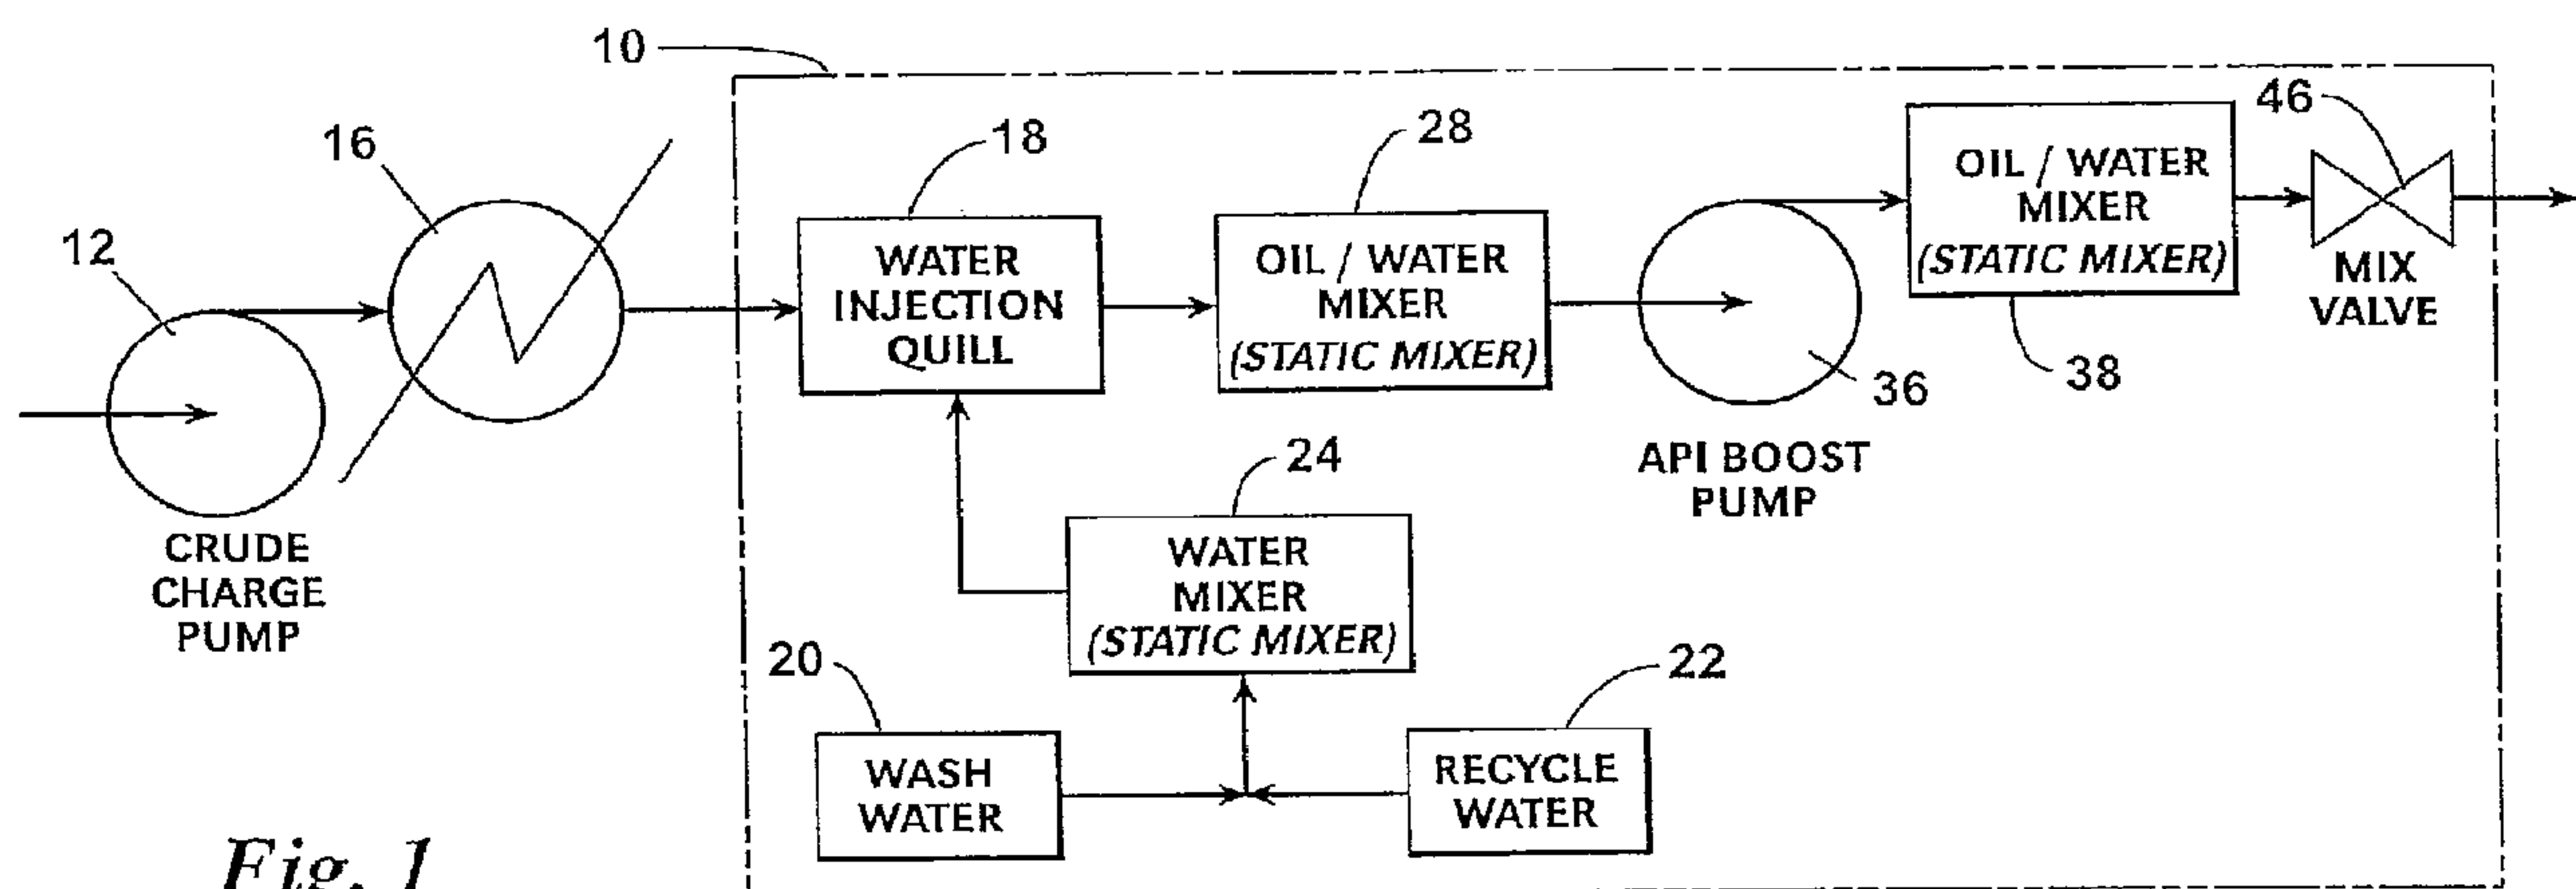 10
16
12
CRUDE
CHARGE
PUMP
18
WATER
INJECTION
QUILL
28
OIL / WATER
MIXER
(STATIC MIXER)
36
API BOOST
PUMP
OIL / WATER
MIXER
(STATIC MIXER)
38
46
MIX
VALVE
24
WATER
MIXER
(STATIC MIXER)
20
WASH
WATER
22
RECYCLE
WATER
Fig. 1